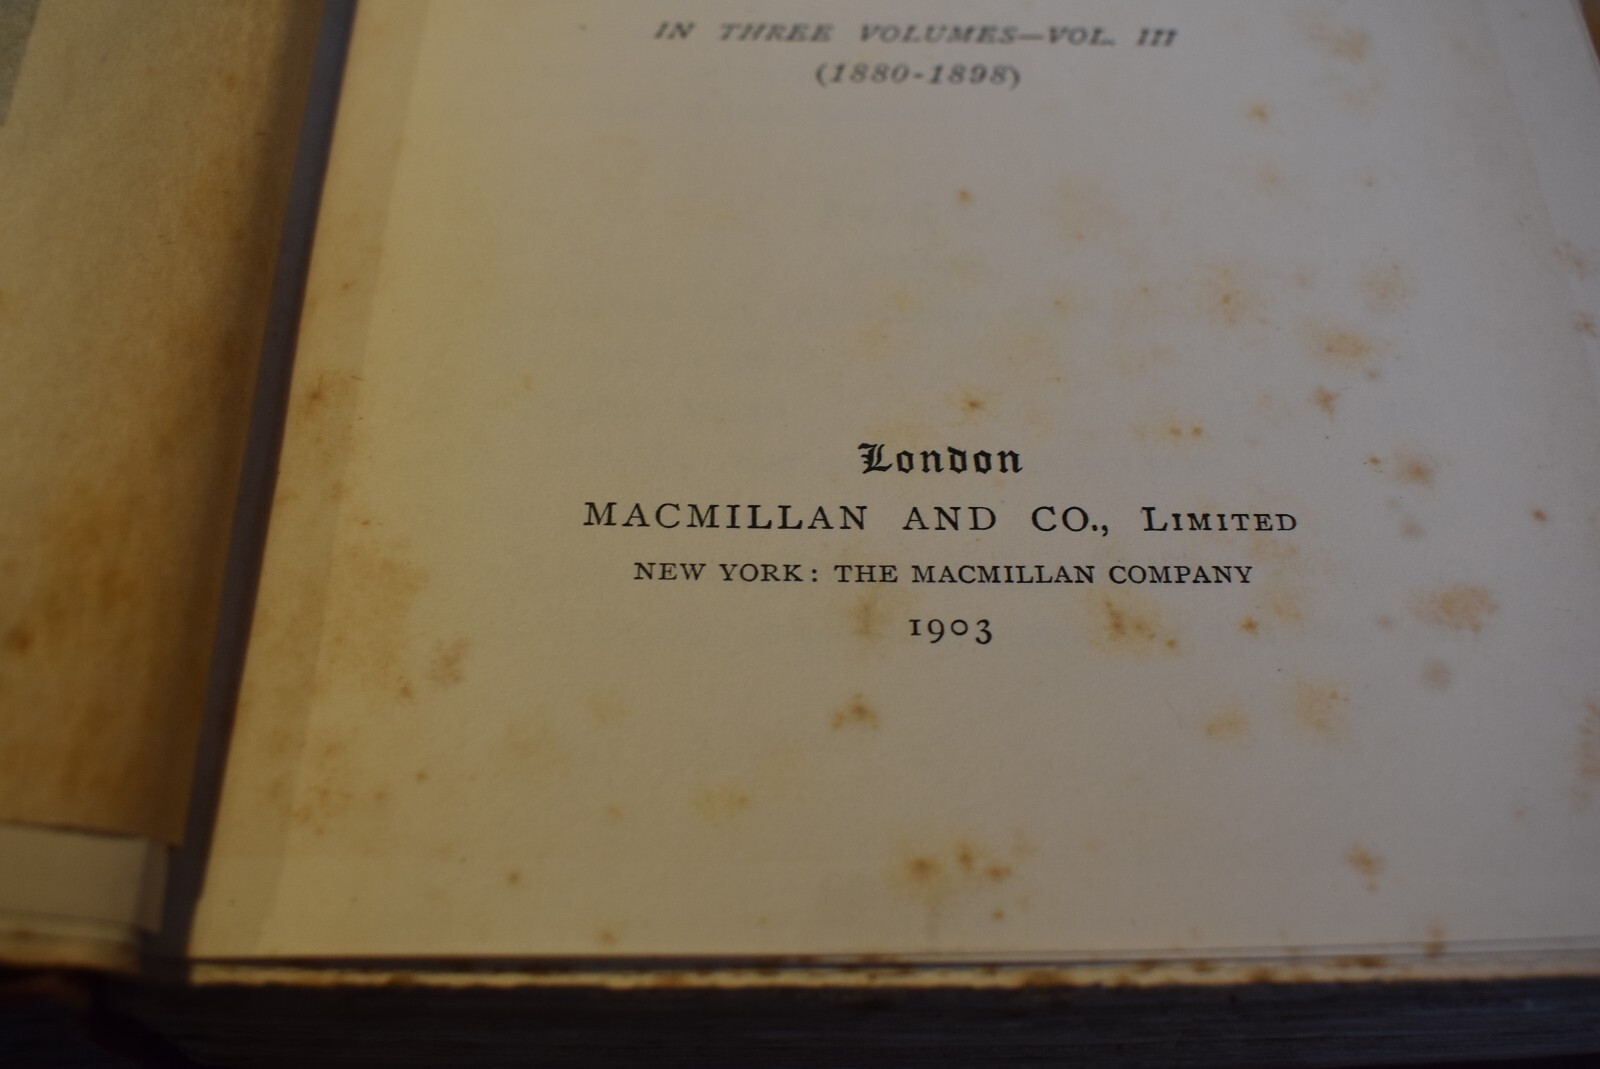 IN THREE VOLUMES—VOL. III
(1880-1898)
London
MACMILLAN AND CO., LIMITED
NEW YORK: THE MACMILLAN COMPANY
1903